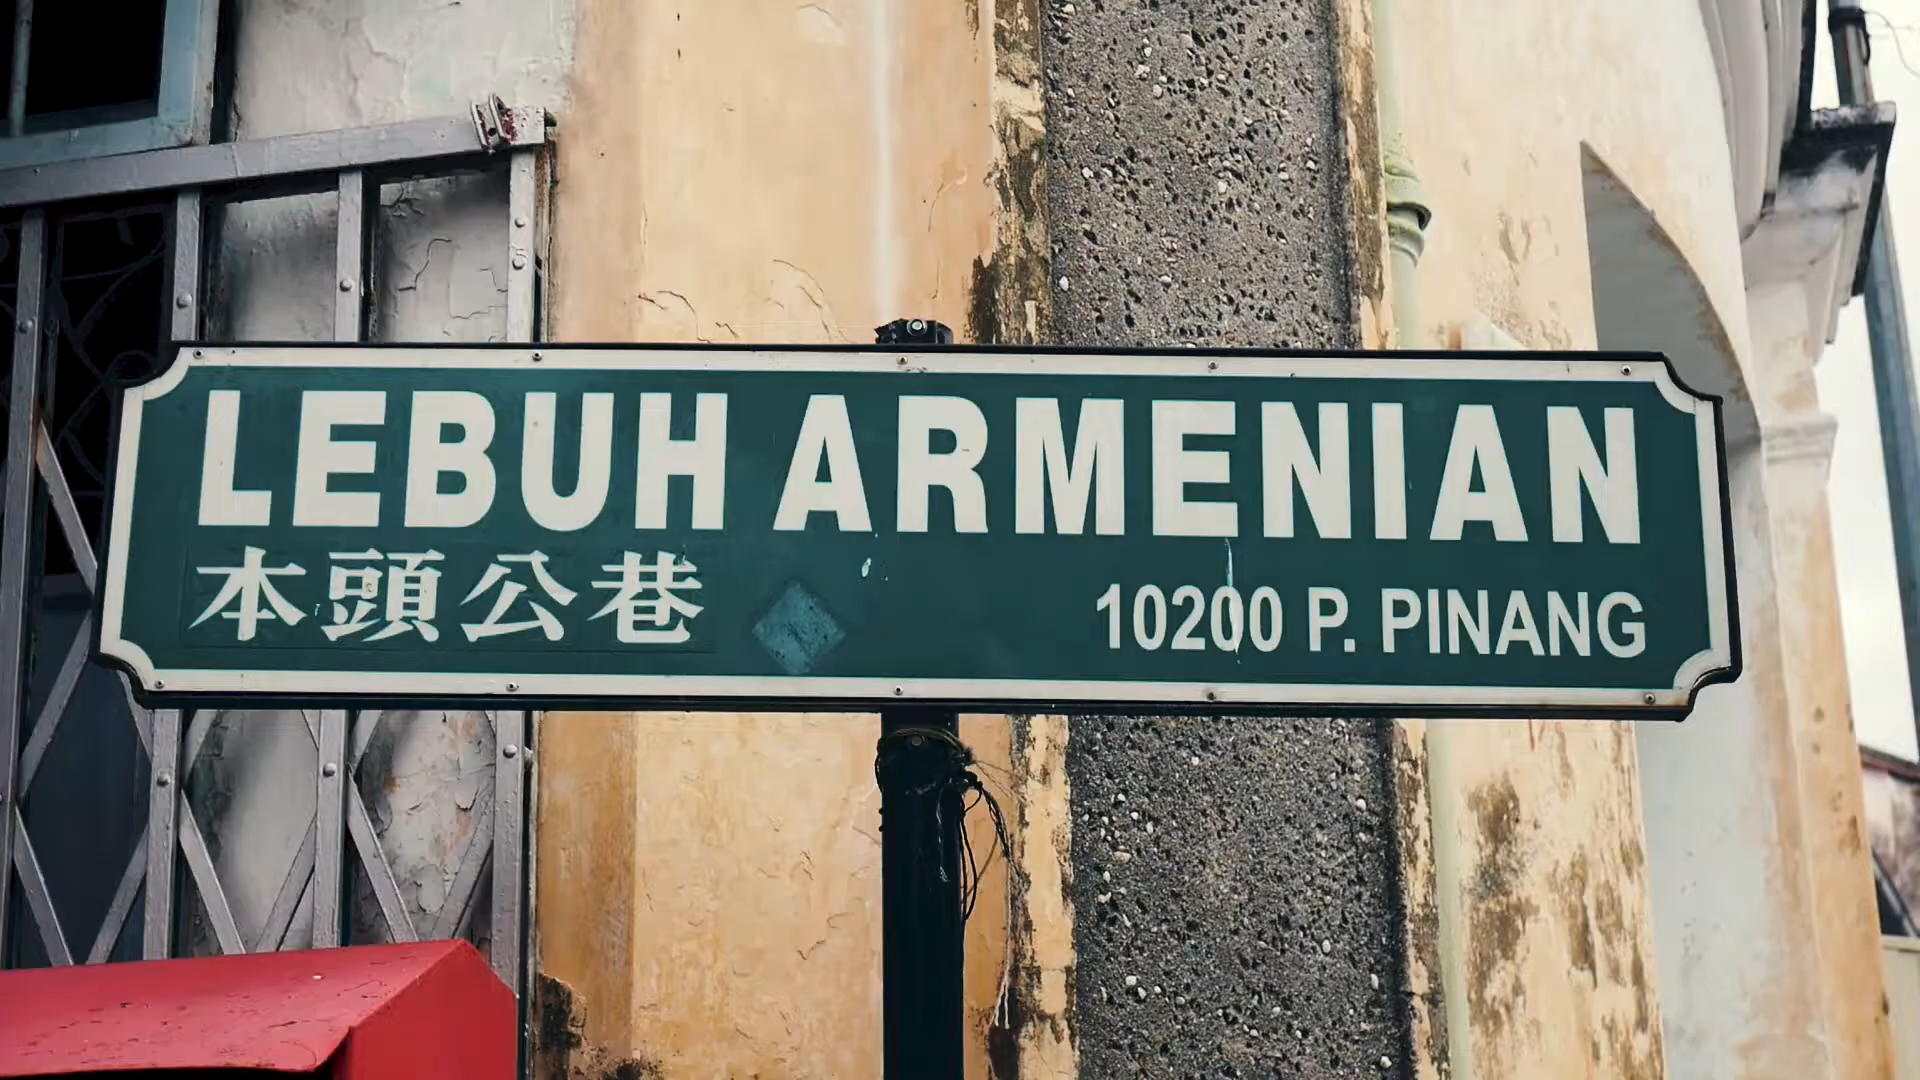 LEBUH ARMENIAN
本頭公巷
10200 P. PINANG